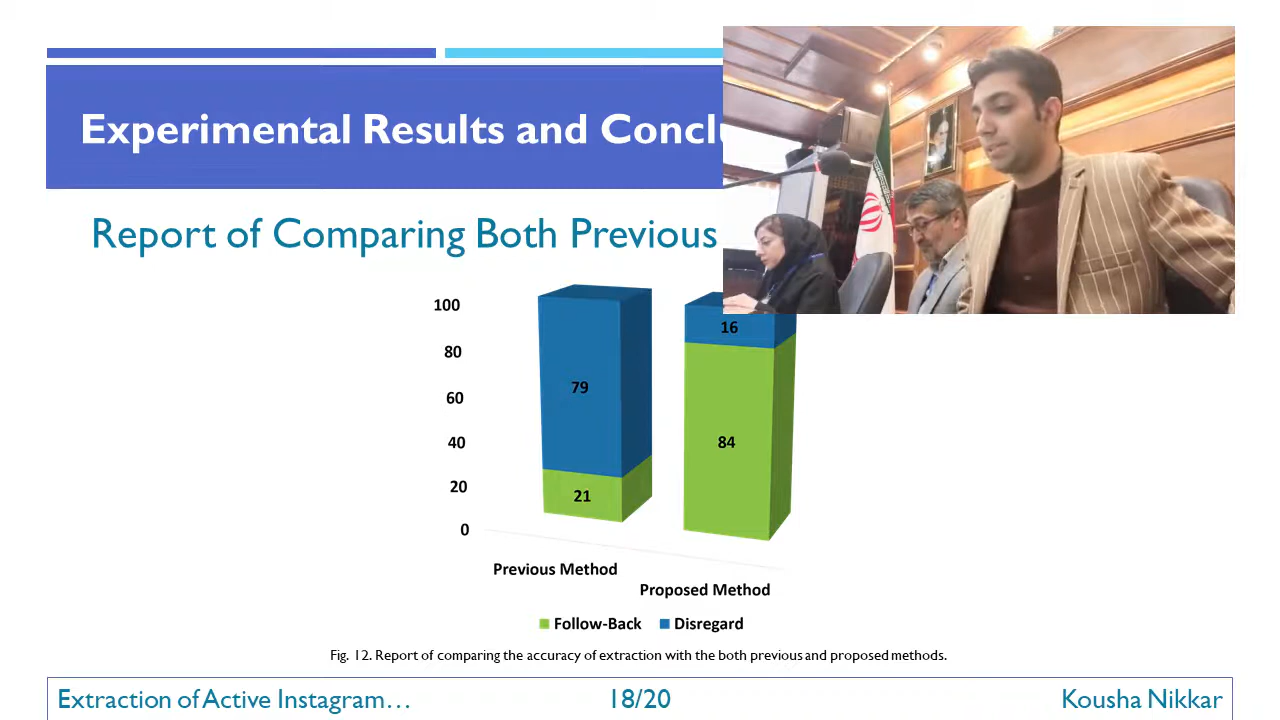 Experimental Results and Conclu
Report of Comparing Both Previous
100
80
60
40
20
0
79
21
16
84
Previous Method
Proposed Method
Follow-Back Disregard
Fig. 12. Report of comparing the accuracy of extraction with the both previous and proposed methods.
Extraction of Active Instagram… 18/20 Kousha Nikkar